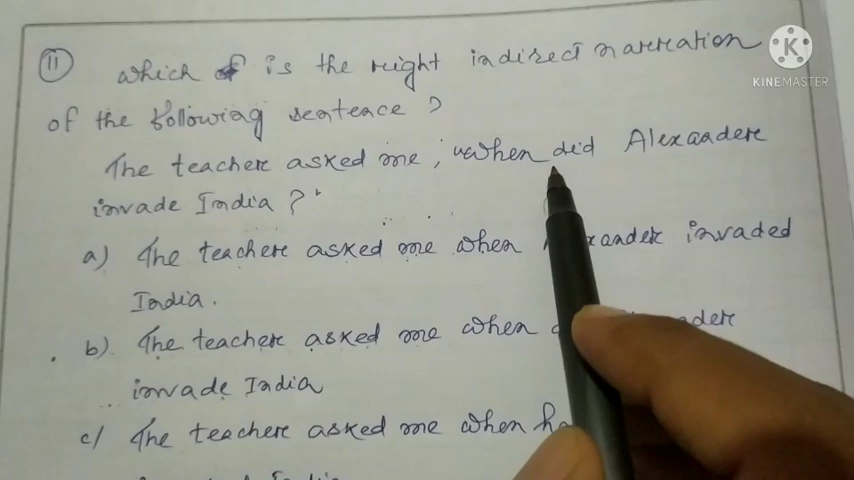 11 which is the right indirect narration
KINEMASTER
of the following sentence ?
The teacher asked me, "When did Alexander
invade India ?"
a) The teacher asked me when invaded
India.
b) The teacher asked me when
invade India
c) The teacher asked me when
India